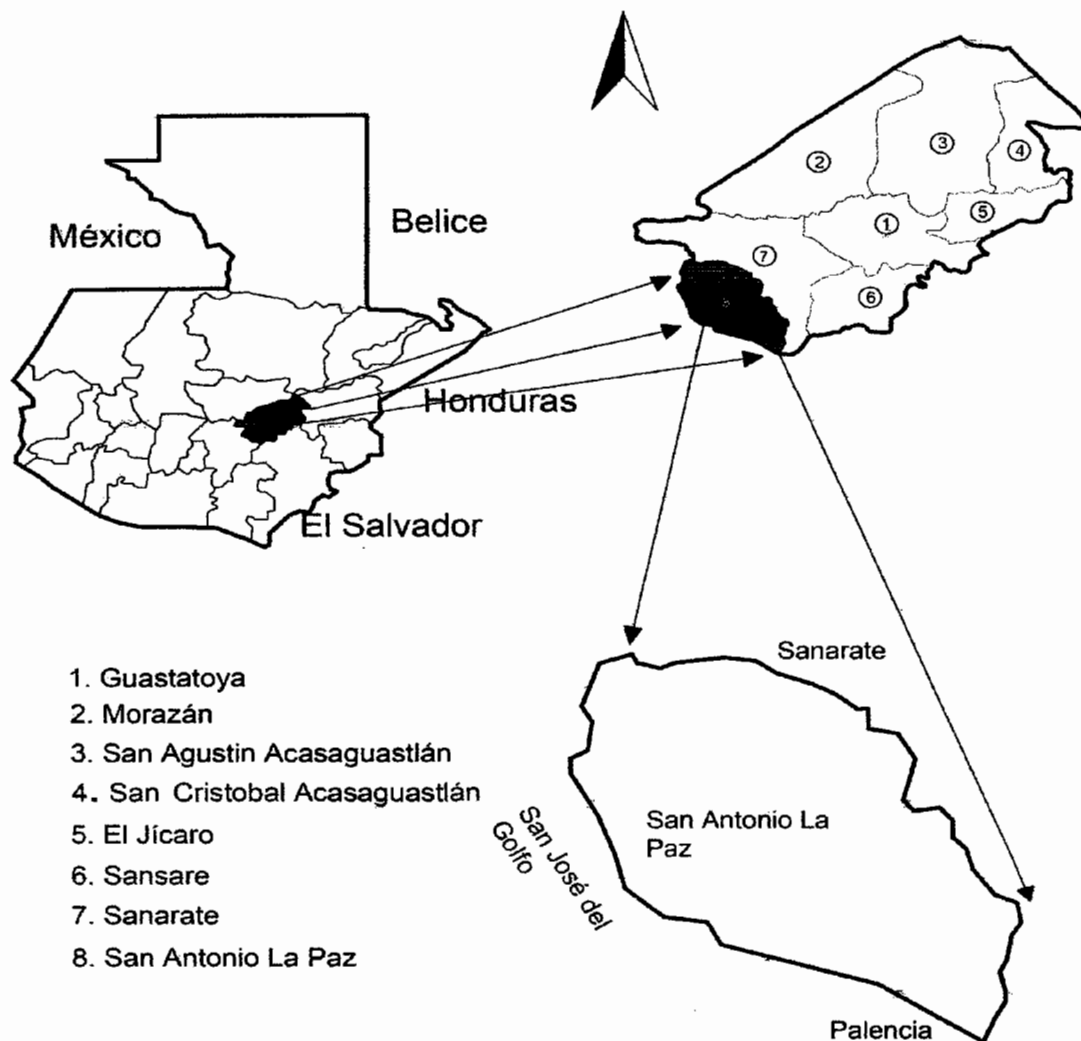 México
Belice
Honduras
El Salvador
2
3
4
1
5
7
6
1. Guastatoya
2. Morazán
3. San Agustin Acasaguastlán
4. San Cristobal Acasaguastlán
5. El Jícaro
6. Sansare
7. Sanarate
8. San Antonio La Paz
Sanarate
San Antonio La
Paz
San José del
Golfo
Palencia